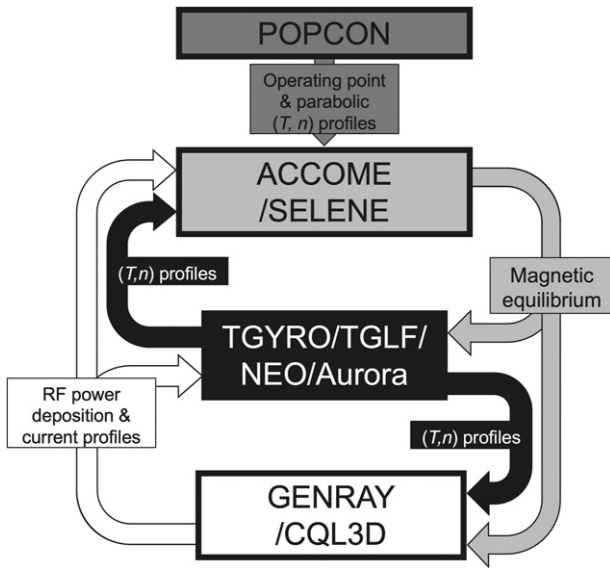 POPCON
Operating point
& parabolic
(T, n) profiles
ACCOME
/SELENE
(T,n) profiles
Magnetic
equilibrium
TGYRO/TGLF/
NEO/Aurora
RF power
deposition &
current profiles
(T,n) profiles
GENRAY
/CQL3D